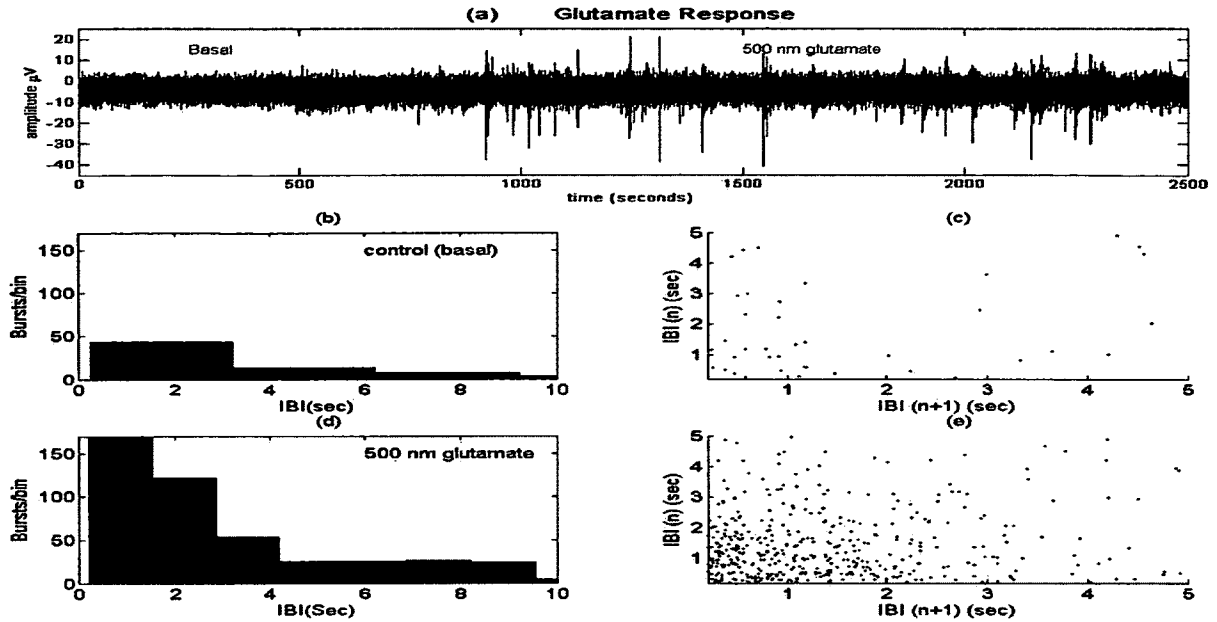 (a) Glutamate Response
Basal
500 nm glutamate
amplitude µV
20
10
0
-10
-20
-30
-40
0 500 1000 1500 2000 2500
time (seconds)
(b)
control (basal)
Bursts/bin
150
100
50
0
0 2 4 6 8 10
IBI(sec)
(c)
IBI (n) (sec)
5
4
3
2
1
1 2 3 4 5
IBI (n+1) (sec)
(d)
500 nm glutamate
Bursts/bin
150
100
50
0
0 2 4 6 8 10
IBI(Sec)
(e)
IBI (n) (sec)
5
4
3
2
1
1 2 3 4 5
IBI (n+1) (sec)